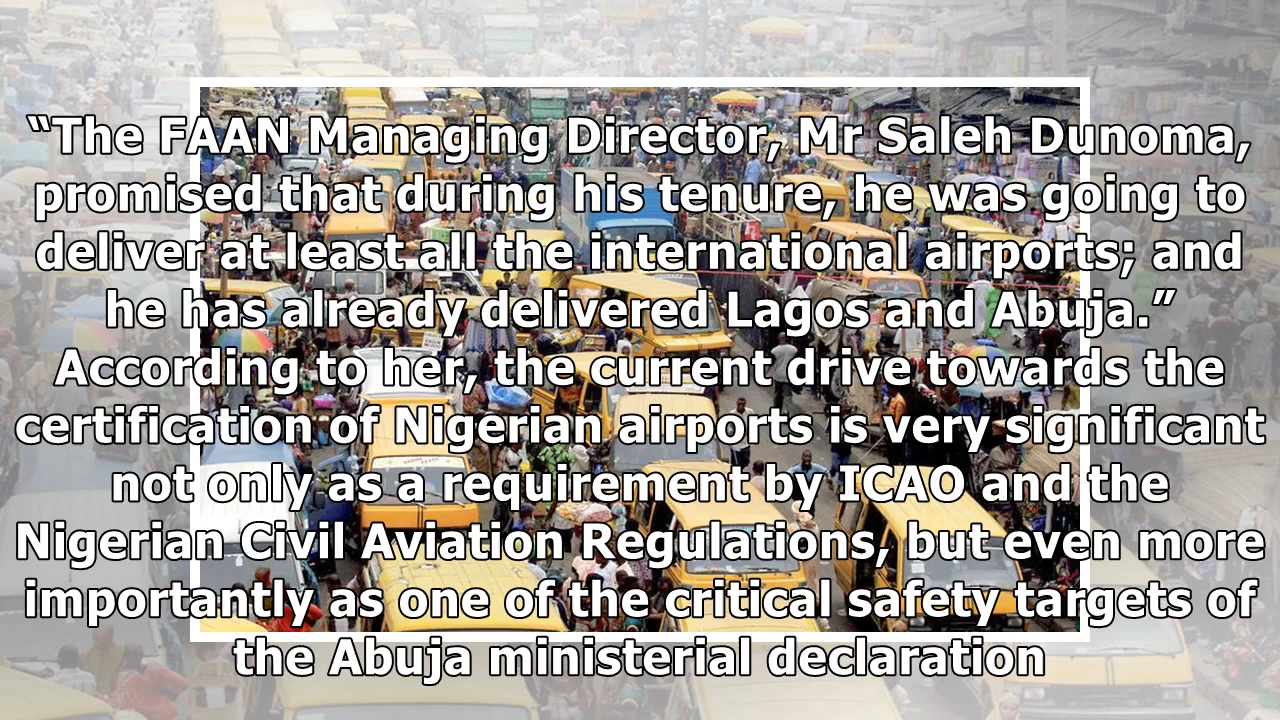 “The FAAN Managing Director, Mr Saleh Dunoma,
promised that during his tenure, he was going to
deliver at least all the international airports; and
he has already delivered Lagos and Abuja.”
According to her, the current drive towards the
certification of Nigerian airports is very significant
not only as a requirement by ICAO and the
Nigerian Civil Aviation Regulations, but even more
importantly as one of the critical safety targets of
the Abuja ministerial declaration